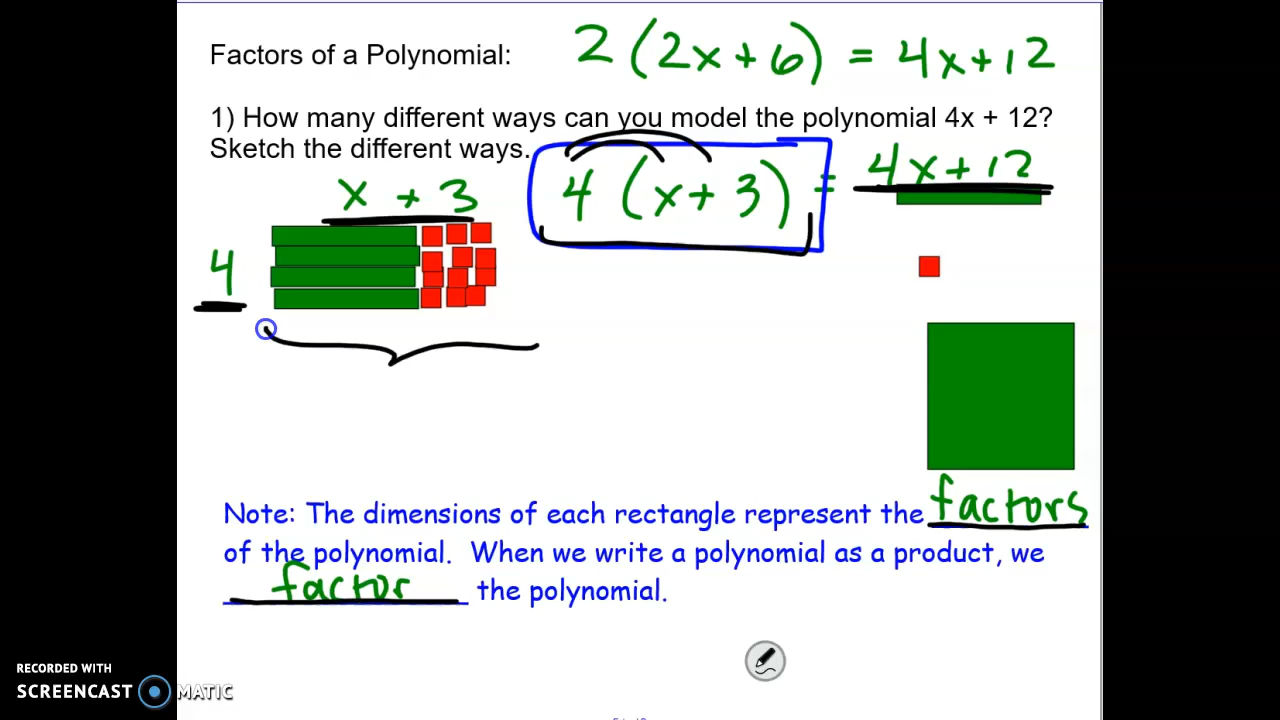 Factors of a Polynomial: 2(2x+6) = 4x+12
1) How many different ways can you model the polynomial 4x + 12?
Sketch the different ways.
4(x+3) = 4x+12
x + 3
4
Note: The dimensions of each rectangle represent the factors
of the polynomial. When we write a polynomial as a product, we
factor the polynomial.
RECORDED WITH
SCREENCAST MATIC